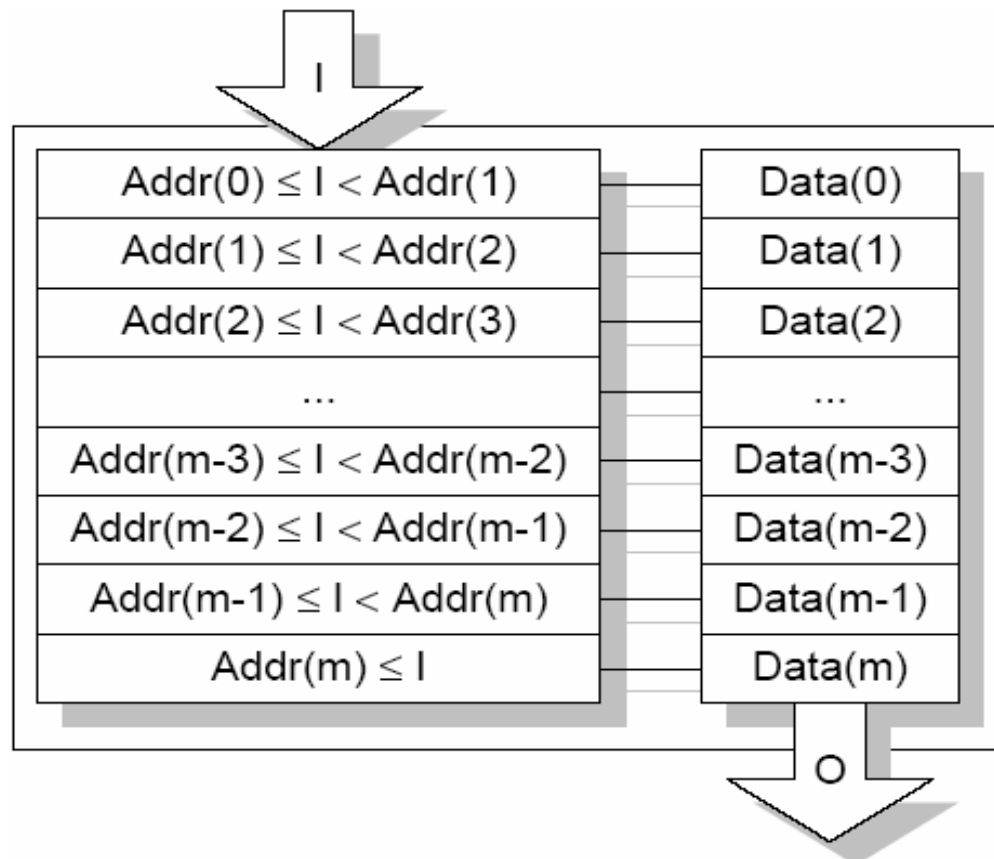 I
Addr(0) ≤ I < Addr(1)
Data(0)
Addr(1) ≤ I < Addr(2)
Data(1)
Addr(2) ≤ I < Addr(3)
Data(2)
...
...
Addr(m-3) ≤ I < Addr(m-2)
Data(m-3)
Addr(m-2) ≤ I < Addr(m-1)
Data(m-2)
Addr(m-1) ≤ I < Addr(m)
Data(m-1)
Addr(m) ≤ I
Data(m)
O